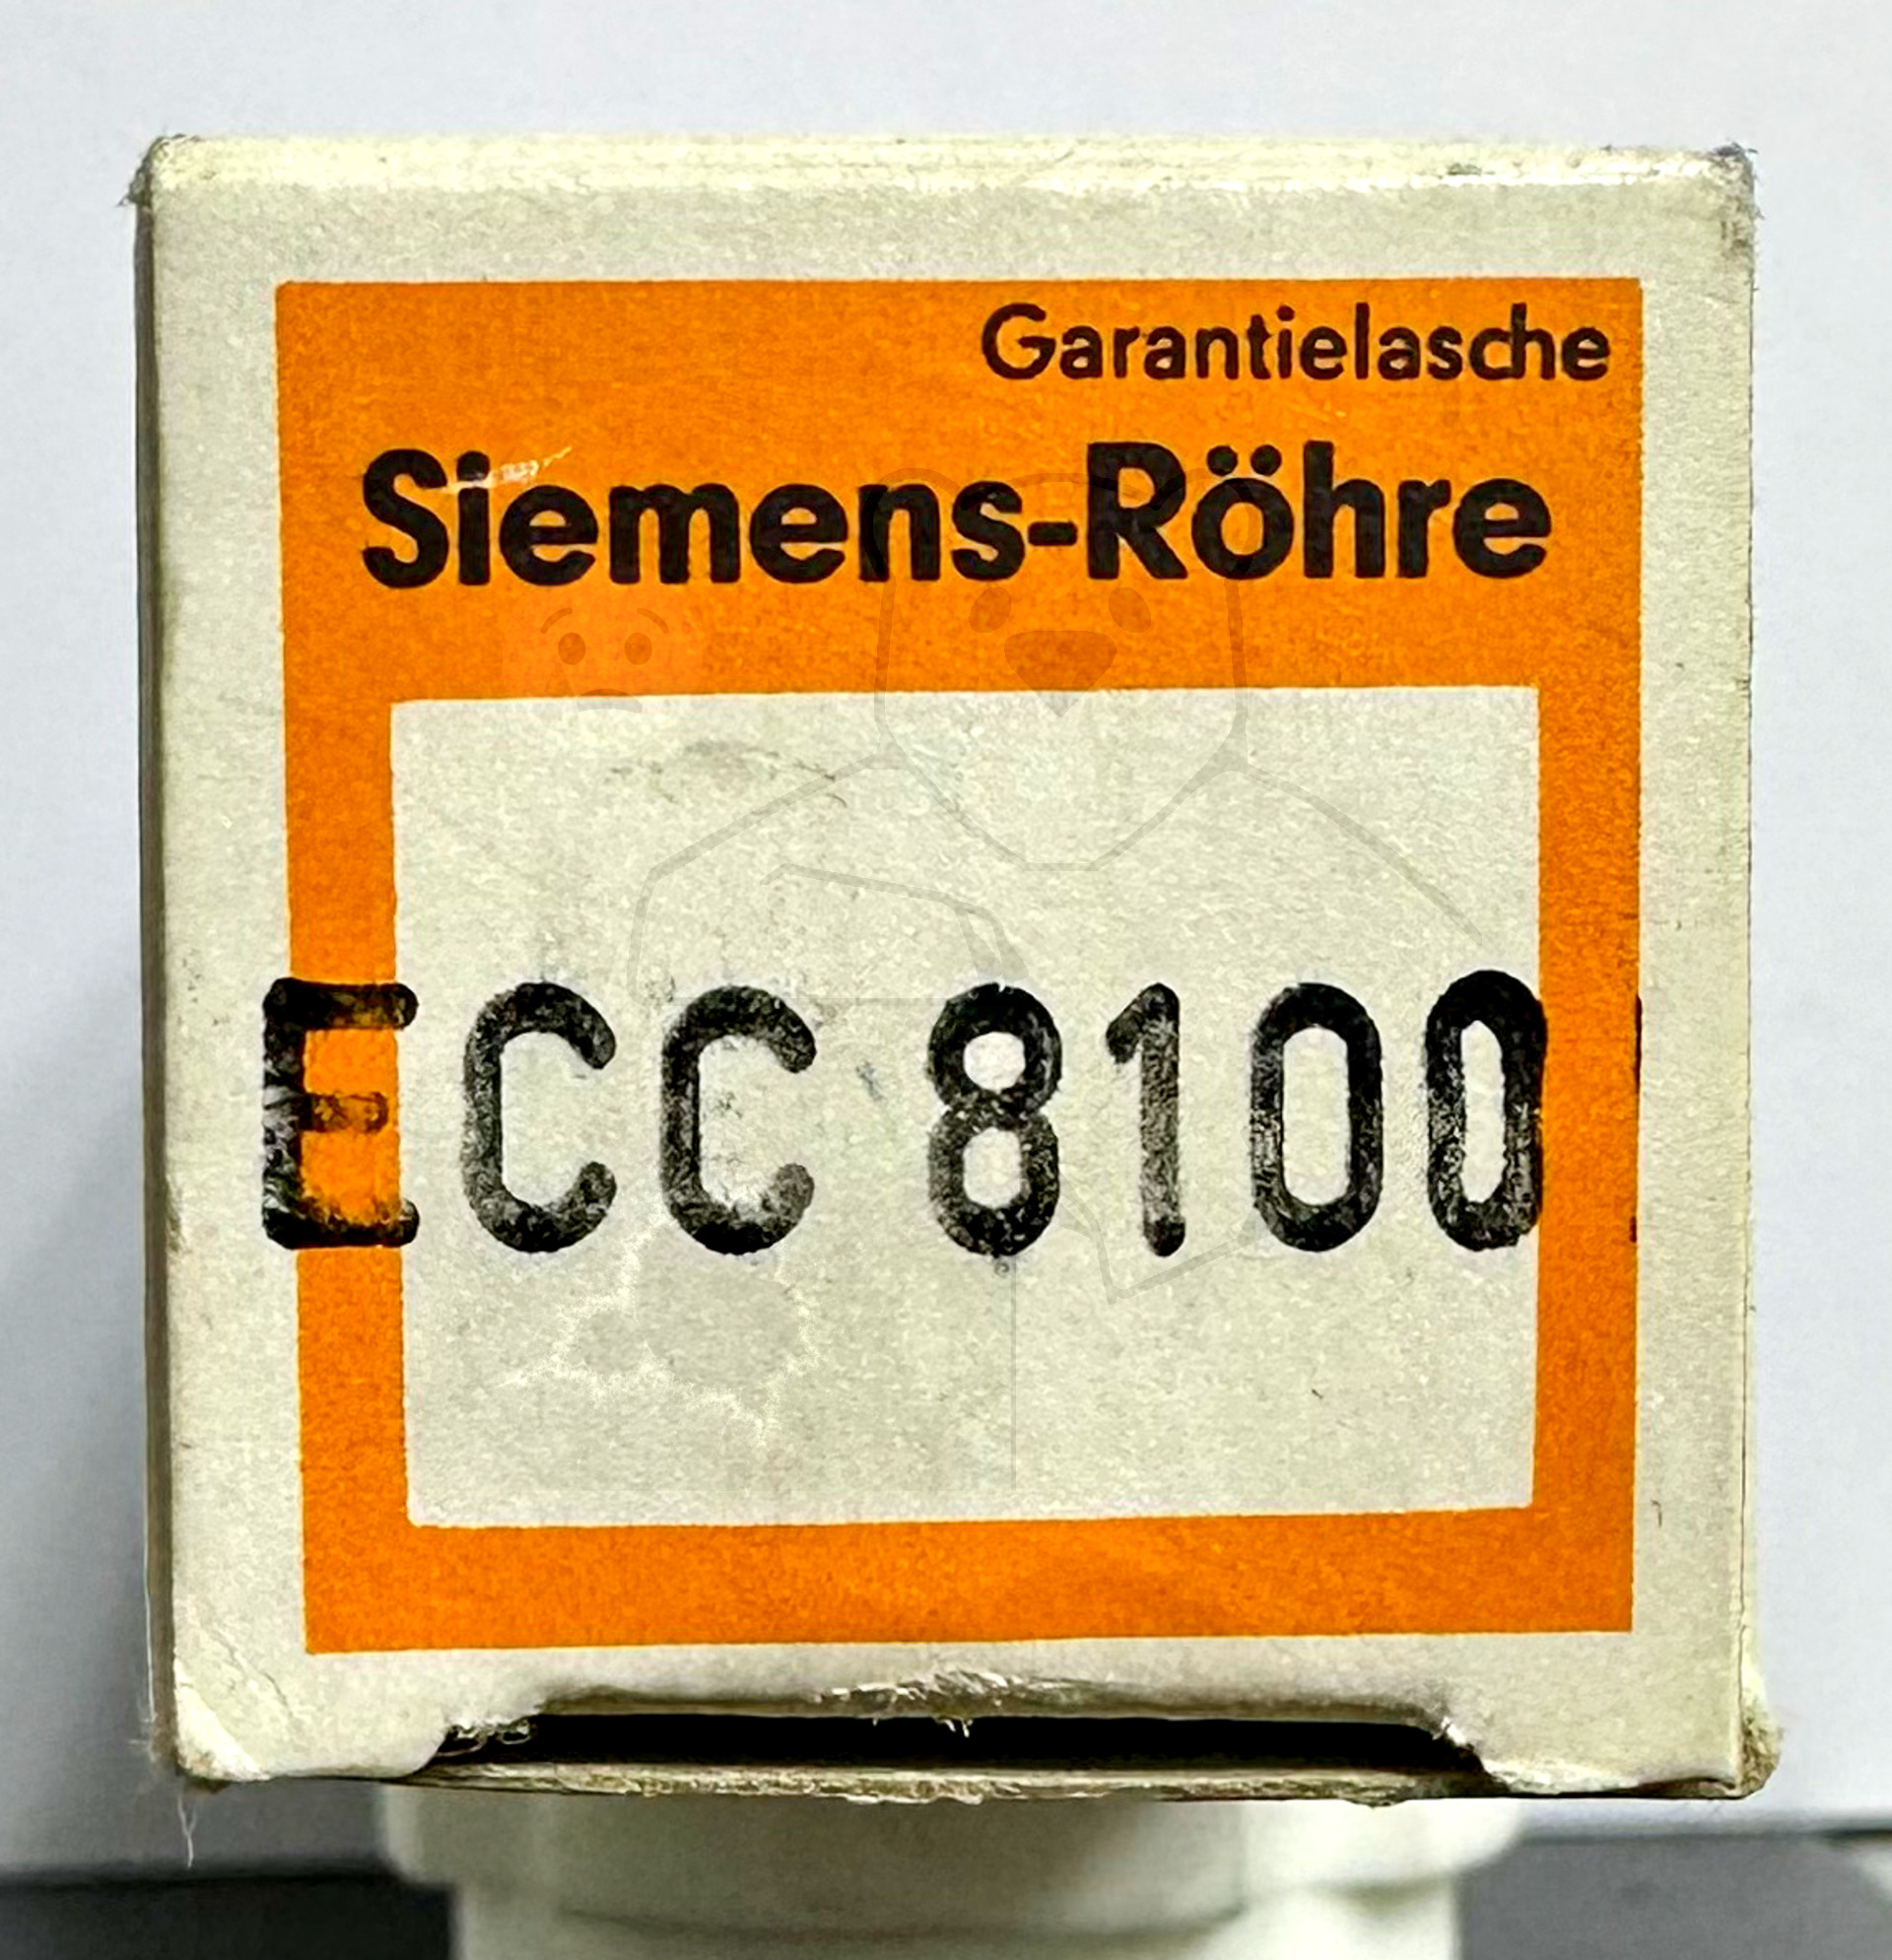 Garantielasche
Siemens-Röhre
ECC 8100